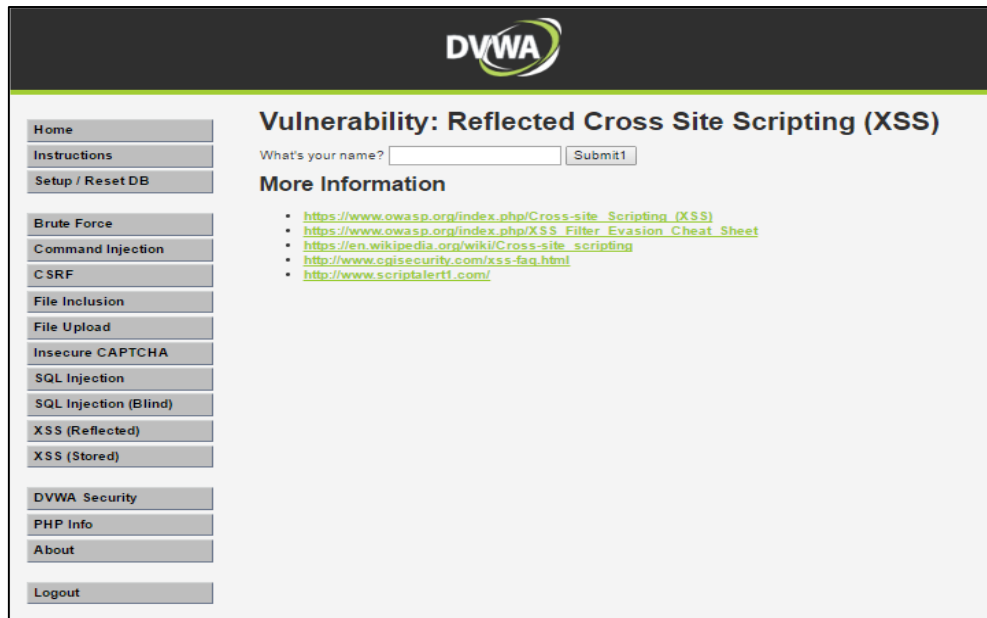 DVWA
Home
Instructions
Setup / Reset DB
Brute Force
Command Injection
CSRF
File Inclusion
File Upload
Insecure CAPTCHA
SQL Injection
SQL Injection (Blind)
XSS (Reflected)
XSS (Stored)
DVWA Security
PHP Info
About
Logout
Vulnerability: Reflected Cross Site Scripting (XSS)
What's your name? Submit1
More Information
https://www.owasp.org/index.php/Cross-site_Scripting_(XSS)
https://www.owasp.org/index.php/XSS_Filter_Evasion_Cheat_Sheet
https://en.wikipedia.org/wiki/Cross-site_scripting
http://www.cgisecurity.com/xss-faq.html
http://www.scriptalert1.com/